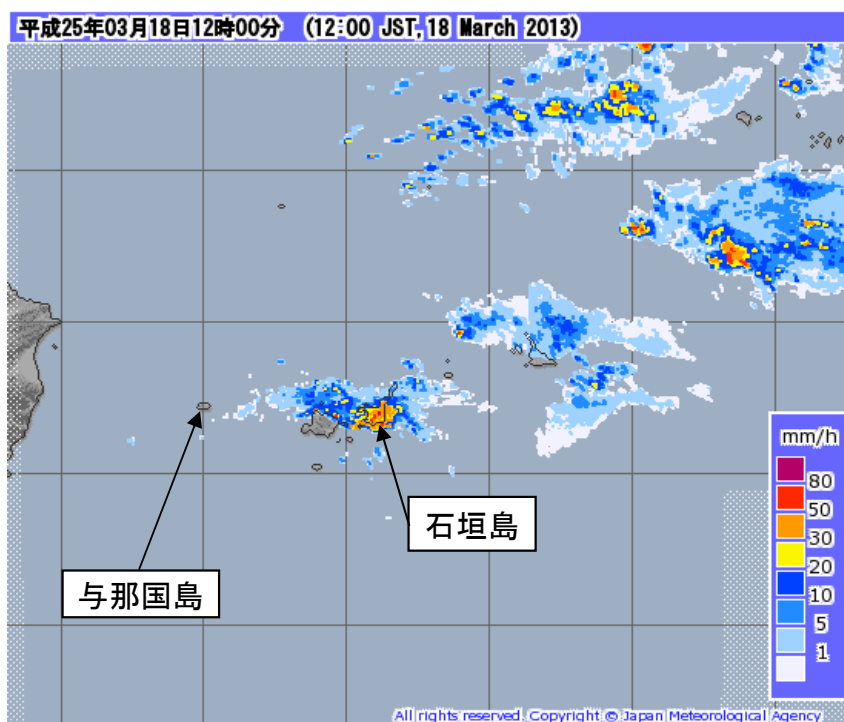 平成25年03月18日12時00分 (12:00 JST, 18 March 2013)
石垣島
与那国島
mm/h
80
50
30
20
10
5
1
All rights reserved. Copyright © Japan Meteorological Agency